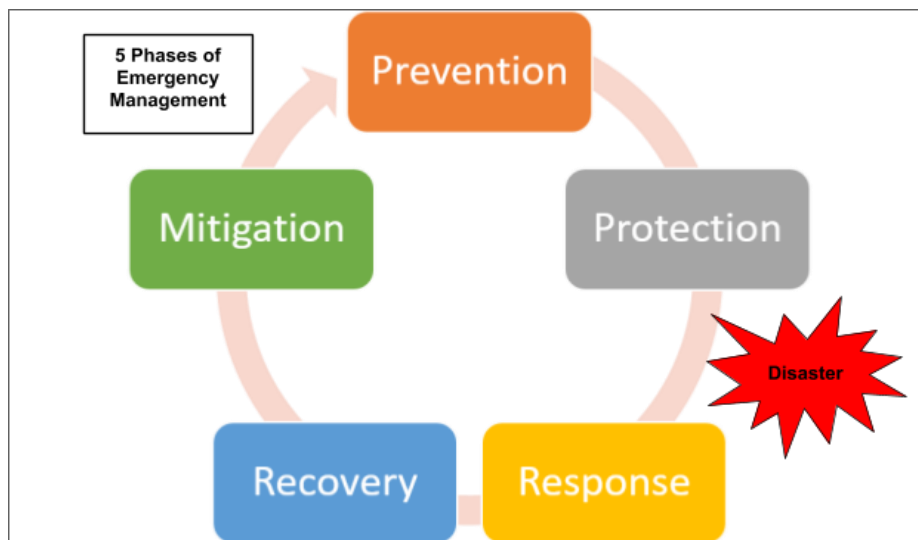 5 Phases of
Emergency
Management
Prevention
Mitigation
Protection
Disaster
Recovery
Response